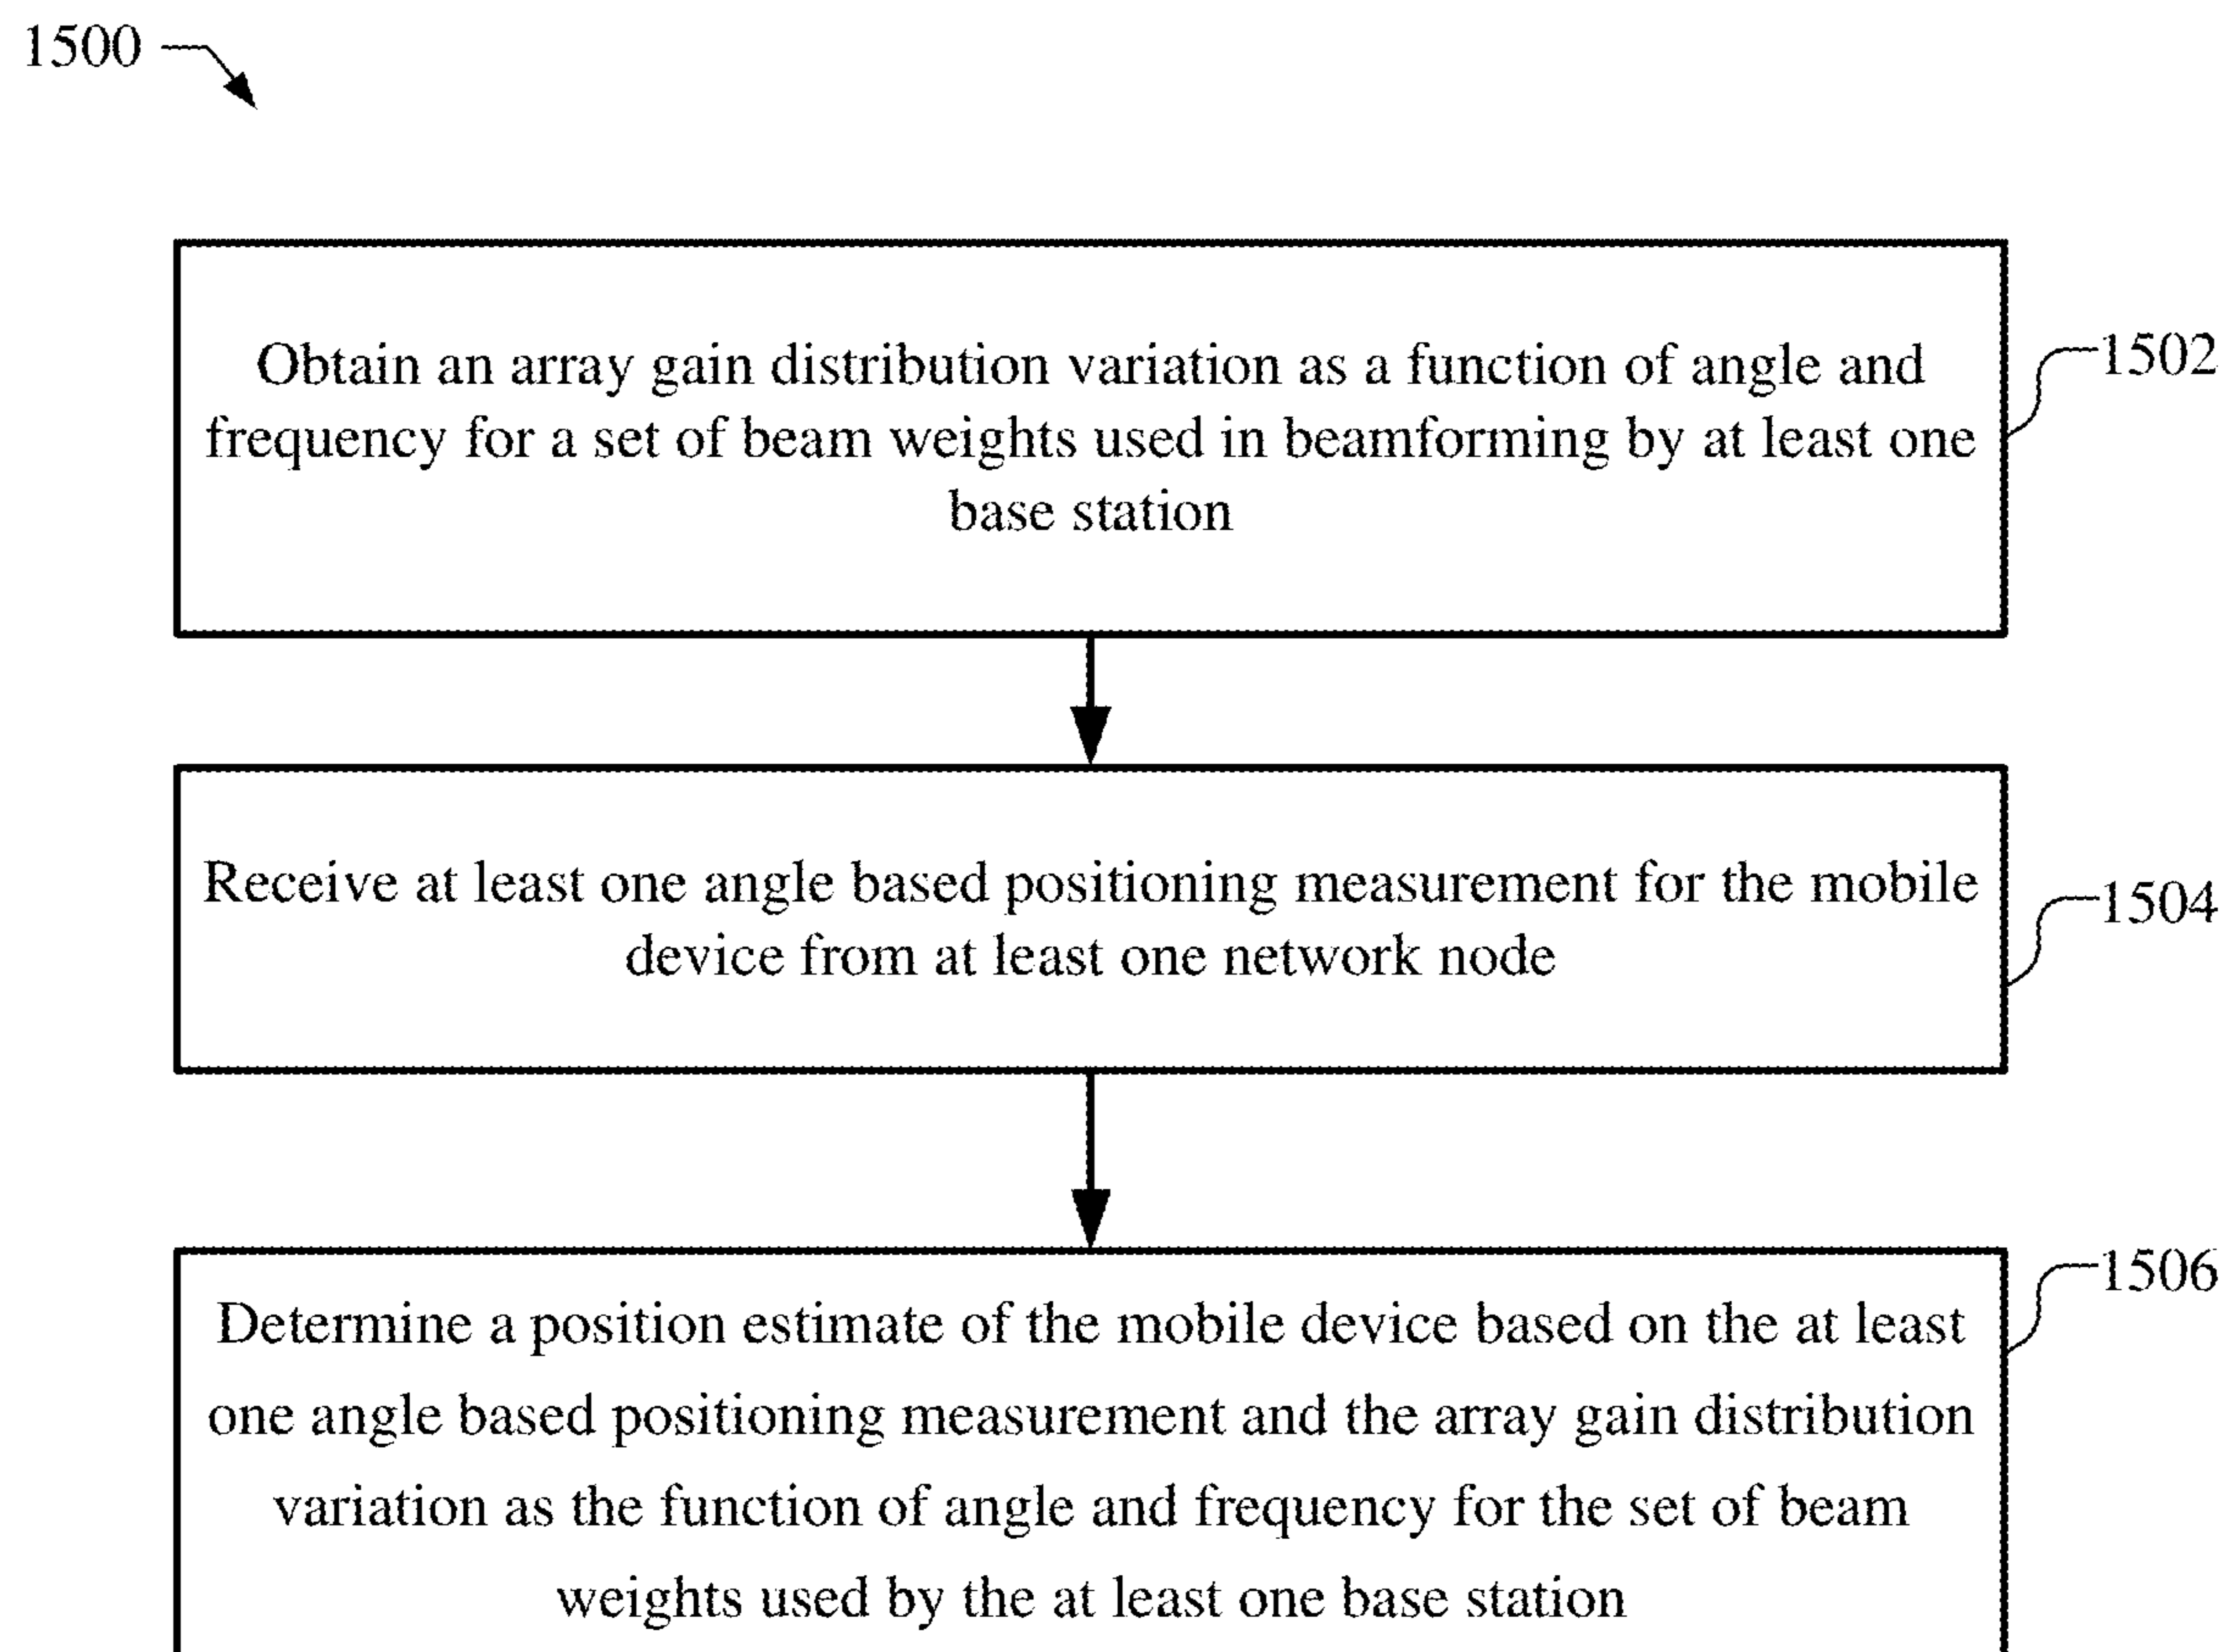 1500
Obtain an array gain distribution variation as a function of angle and
frequency for a set of beam weights used in beamforming by at least one
base station
1502
Receive at least one angle based positioning measurement for the mobile
device from at least one network node
1504
Determine a position estimate of the mobile device based on the at least
one angle based positioning measurement and the array gain distribution
variation as the function of angle and frequency for the set of beam
weights used by the at least one base station
1506